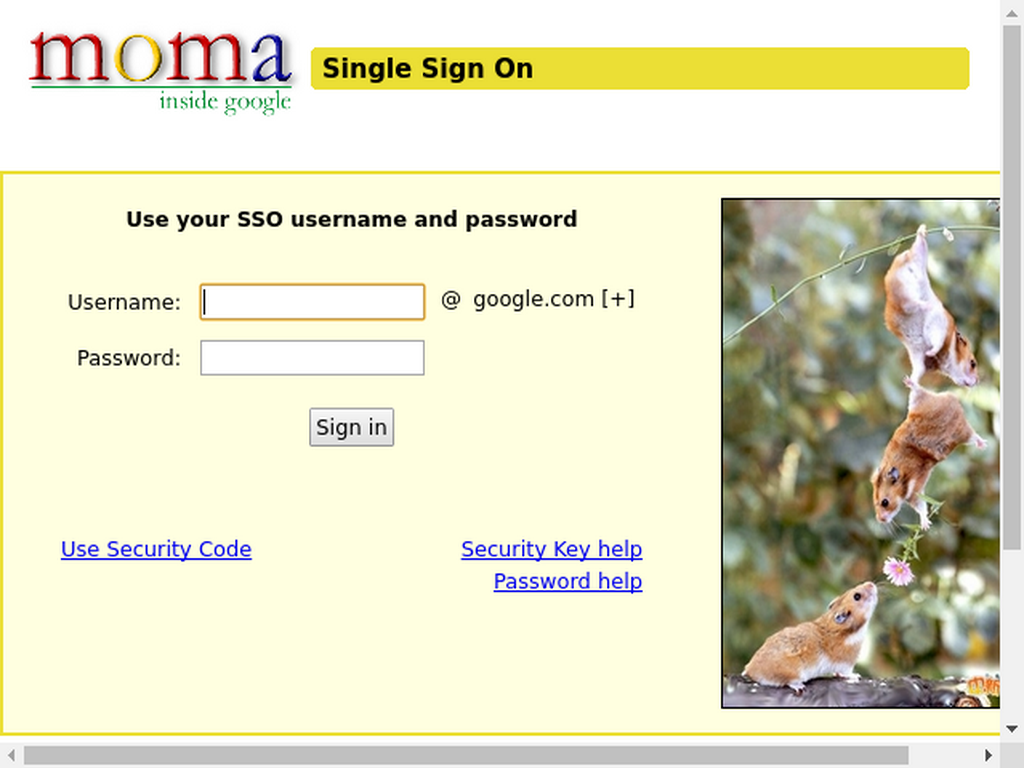 moma
inside google
Single Sign On
Use your SSO username and password
Username:
@ google.com [+]
Password:
Sign in
Use Security Code
Security Key help
Password help